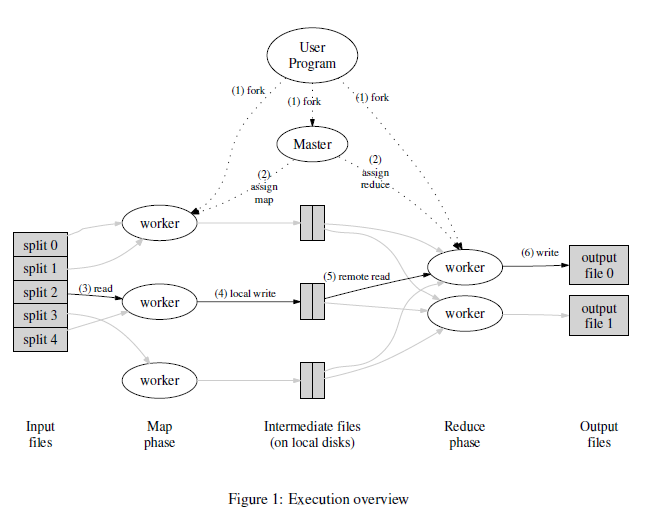 User
Program
(1) fork
(1) fork
(1) fork
Master
(2)
assign
map
(2)
assign
reduce
worker
split 0
split 1
split 2
split 3
split 4
(3) read
worker
(4) local write
(5) remote read
worker
(6) write
output
file 0
worker
output
file 1
worker
Input
files
Map
phase
Intermediate files
(on local disks)
Reduce
phase
Output
files
Figure 1: Execution overview